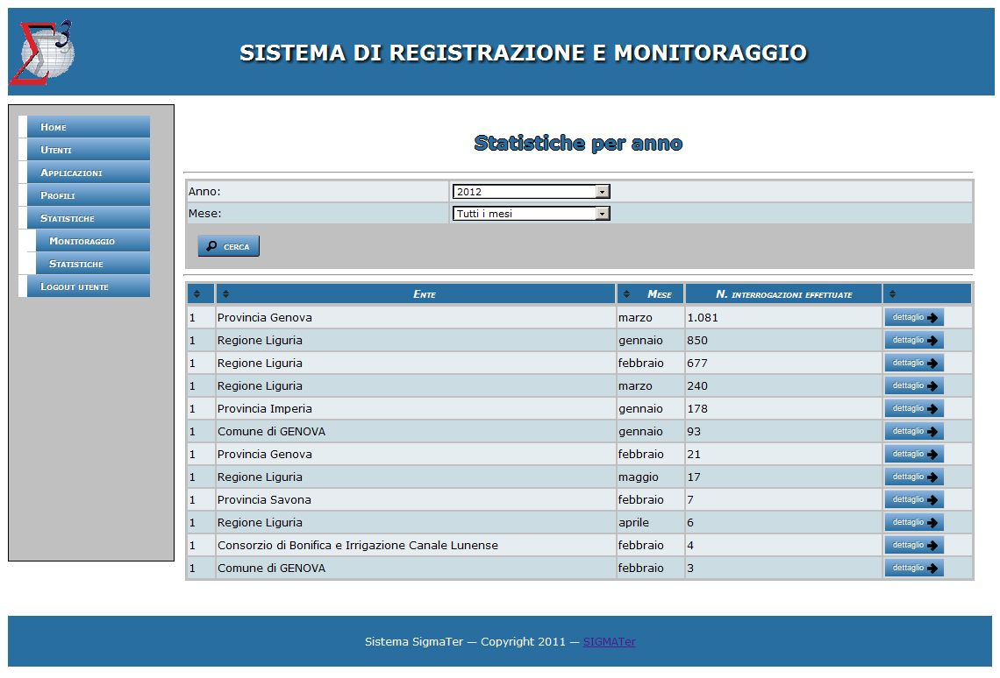 Σ3
SISTEMA DI REGISTRAZIONE E MONITORAGGIO
HOME
UTENTI
APPLICAZIONI
PROFILI
STATISTICHE
MONITORAGGIO
STATISTICHE
LOGOUT UTENTE
Statistiche per anno
Anno: 2012
Mese: Tutti i mesi
CERCA
ENTE MESE N. INTERROGAZIONI EFFETTUATE
1 Provincia Genova marzo 1.081 dettaglio
1 Regione Liguria gennaio 850 dettaglio
1 Regione Liguria febbraio 677 dettaglio
1 Regione Liguria marzo 240 dettaglio
1 Provincia Imperia gennaio 178 dettaglio
1 Comune di GENOVA gennaio 93 dettaglio
1 Provincia Genova febbraio 21 dettaglio
1 Regione Liguria maggio 17 dettaglio
1 Provincia Savona febbraio 7 dettaglio
1 Regione Liguria aprile 6 dettaglio
1 Consorzio di Bonifica e Irrigazione Canale Lunense febbraio 4 dettaglio
1 Comune di GENOVA febbraio 3 dettaglio
Sistema SigmaTer — Copyright 2011 — SIGMATer